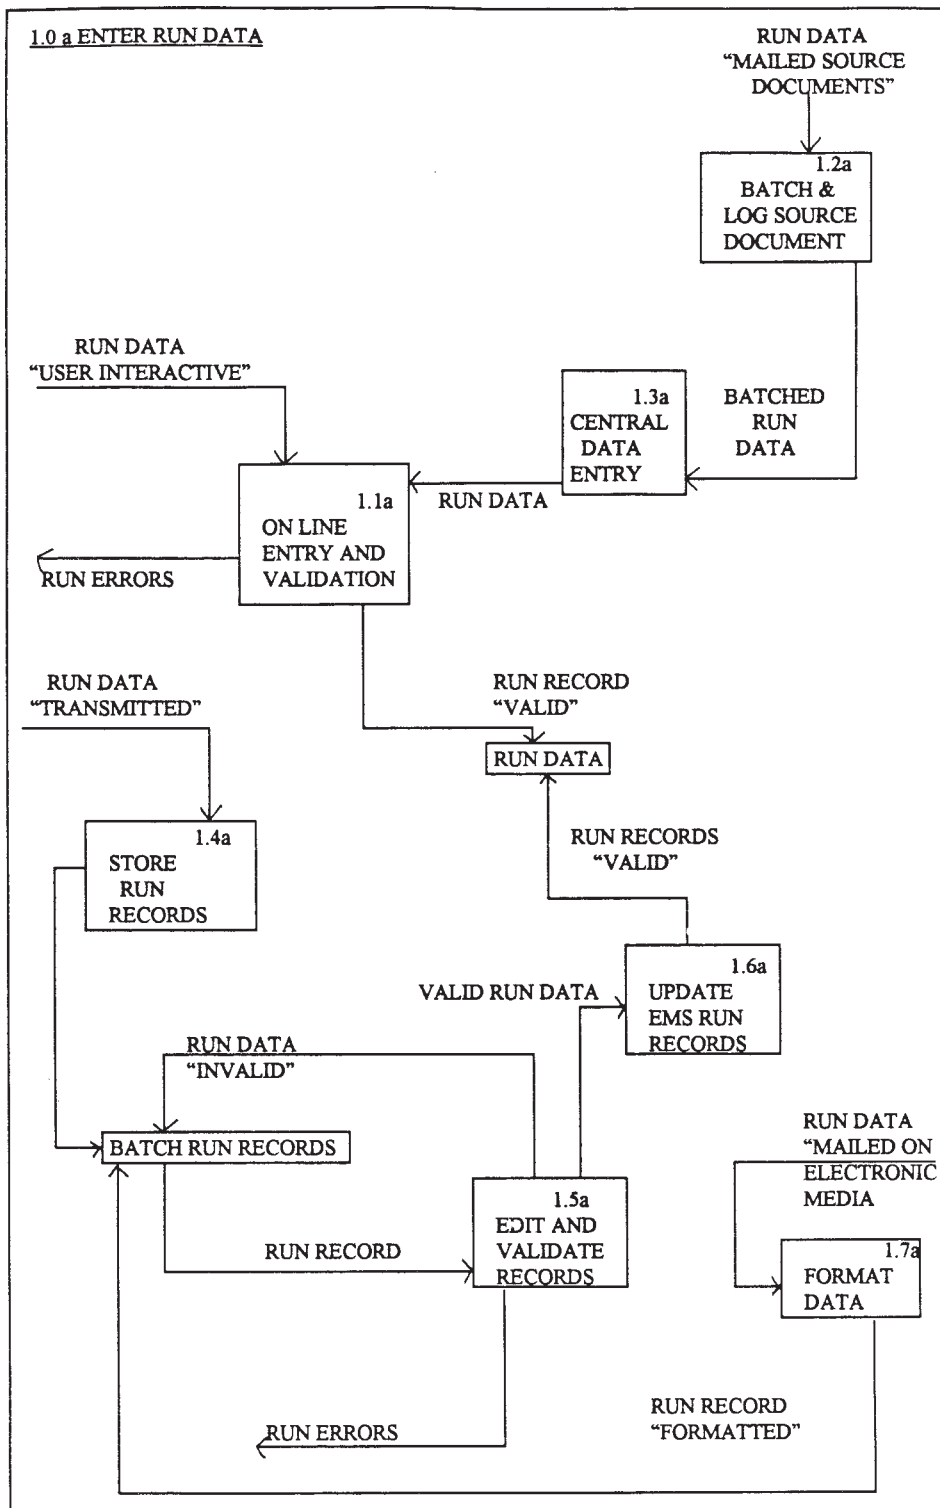 1.0 a ENTER RUN DATA
RUN DATA
“MAILED SOURCE
DOCUMENTS”
1.2a
BATCH &
LOG SOURCE
DOCUMENT
RUN DATA
“USER INTERACTIVE”
1.3a
CENTRAL
DATA
ENTRY
BATCHED
RUN
DATA
1.1a
ON LINE
ENTRY AND
VALIDATION
RUN DATA
RUN ERRORS
RUN DATA
“TRANSMITTED”
RUN RECORD
“VALID”
RUN DATA
1.4a
STORE
RUN
RECORDS
RUN RECORDS
“VALID”
1.6a
UPDATE
EMS RUN
RECORDS
VALID RUN DATA
RUN DATA
“INVALID”
BATCH RUN RECORDS
RUN DATA
“MAILED ON
ELECTRONIC
MEDIA
1.5a
EDIT AND
VALIDATE
RECORDS
RUN RECORD
1.7a
FORMAT
DATA
RUN ERRORS
RUN RECORD
“FORMATTED”